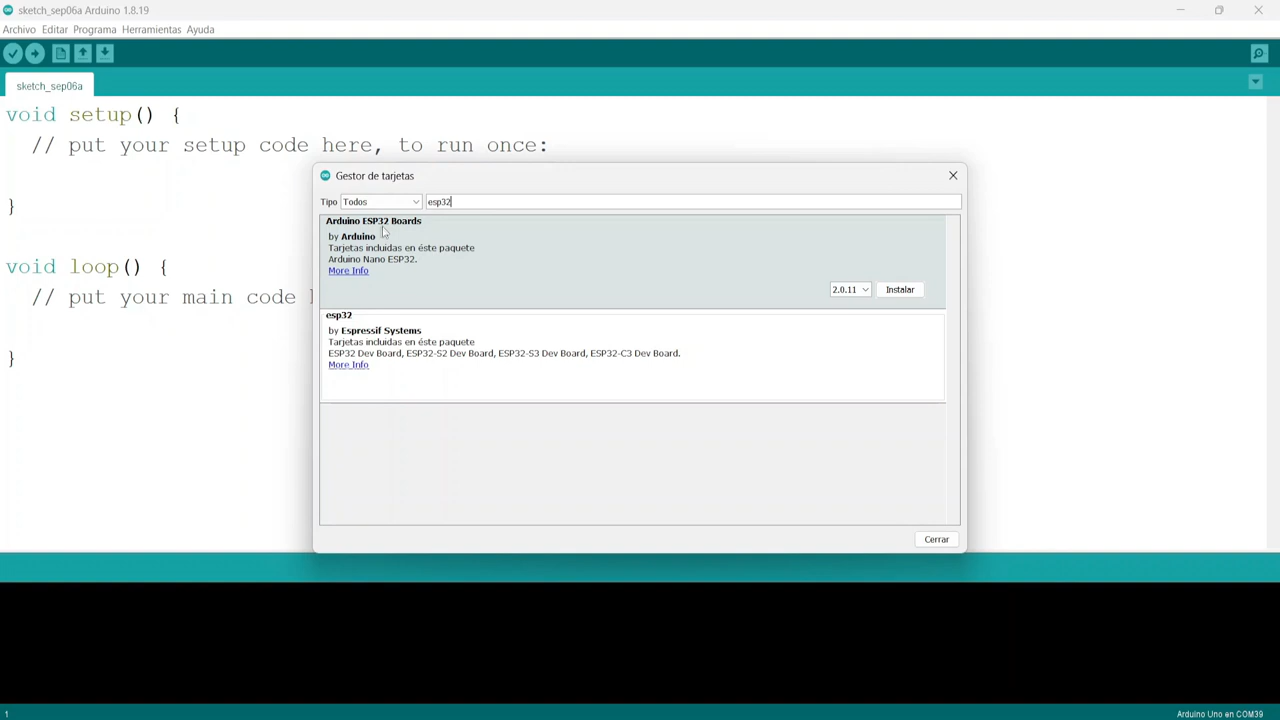 sketch_sep06a Arduino 1.8.19
Archivo Editar Programa Herramientas Ayuda
sketch_sep06a
void setup() {
// put your setup code here, to run once:
}
void loop() {
// put your main code
}
Gestor de tarjetas
Tipo Todos esp32
Arduino ESP32 Boards
by Arduino
Tarjetas incluidas en éste paquete
Arduino Nano ESP32.
More Info
2.0.11 Instalar
esp32
by Espressif Systems
Tarjetas incluidas en éste paquete
ESP32 Dev Board, ESP32-S2 Dev Board, ESP32-S3 Dev Board, ESP32-C3 Dev Board.
More Info
Cerrar
1 Arduino Uno en COM39